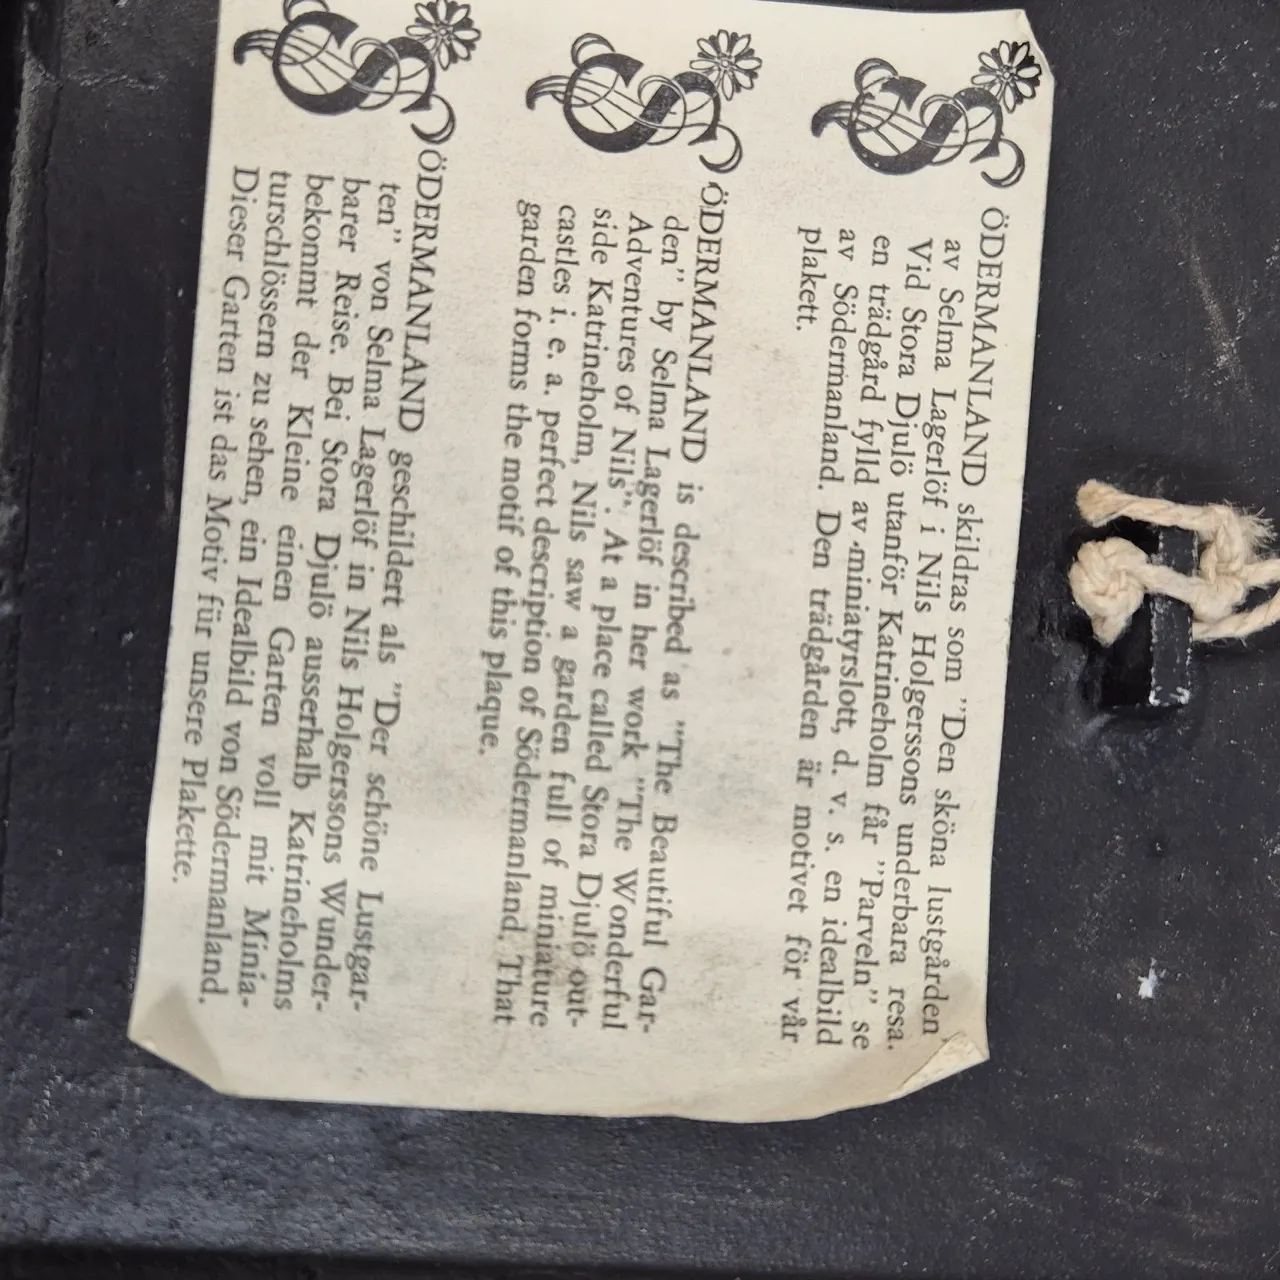 SÖDERMANLAND skildras som ”Den sköna lustgården
av Selma Lagerlöf i Nils Holgerssons underbara resa.
Vid Stora Djulö utanför Katrineholm får ”Parveln” se
en trädgård fylld av miniatyrslott, d. v. s. en idealbild
av Södermanland. Den trädgården är motivet för vår
plakett.
SÖDERMANLAND is described as ”The Beautiful Gar-
den” by Selma Lagerlöf in her work ”The Wonderful
Adventures of Nils”. At a place called Stora Djulö out-
side Katrineholm, Nils saw a garden full of miniature
castles i. e. a. perfect description of Södermanland. That
garden forms the motif of this plaque.
SÖDERMANLAND geschildert als ”Der schöne Lustgar-
ten” von Selma Lagerlöf in Nils Holgerssons Wunder-
barer Reise. Bei Stora Djulö ausserhalb Katrineholms
bekommt der Kleine einen Garten voll mit Minia-
turschlössern zu sehen, ein Idealbild von Södermanland.
Dieser Garten ist das Motiv für unsere Plakette.